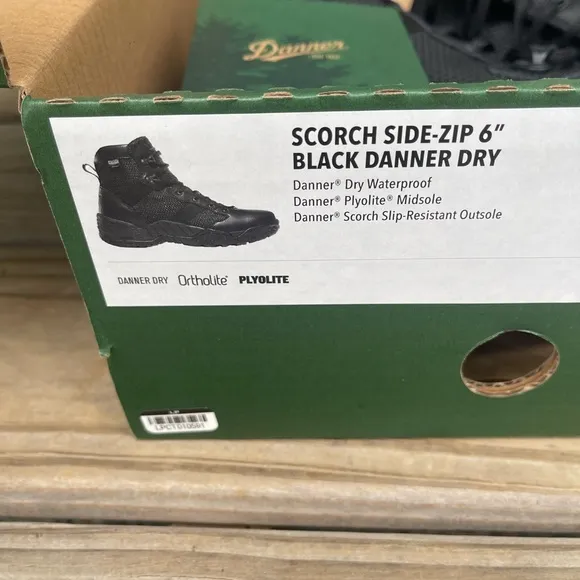 Danner
SCORCH SIDE-ZIP 6"
BLACK DANNER DRY
Danner® Dry Waterproof
Danner® Plyolite® Midsole
Danner® Scorch Slip-Resistant Outsole
DANNER DRY Ortholite® PLYOLITE